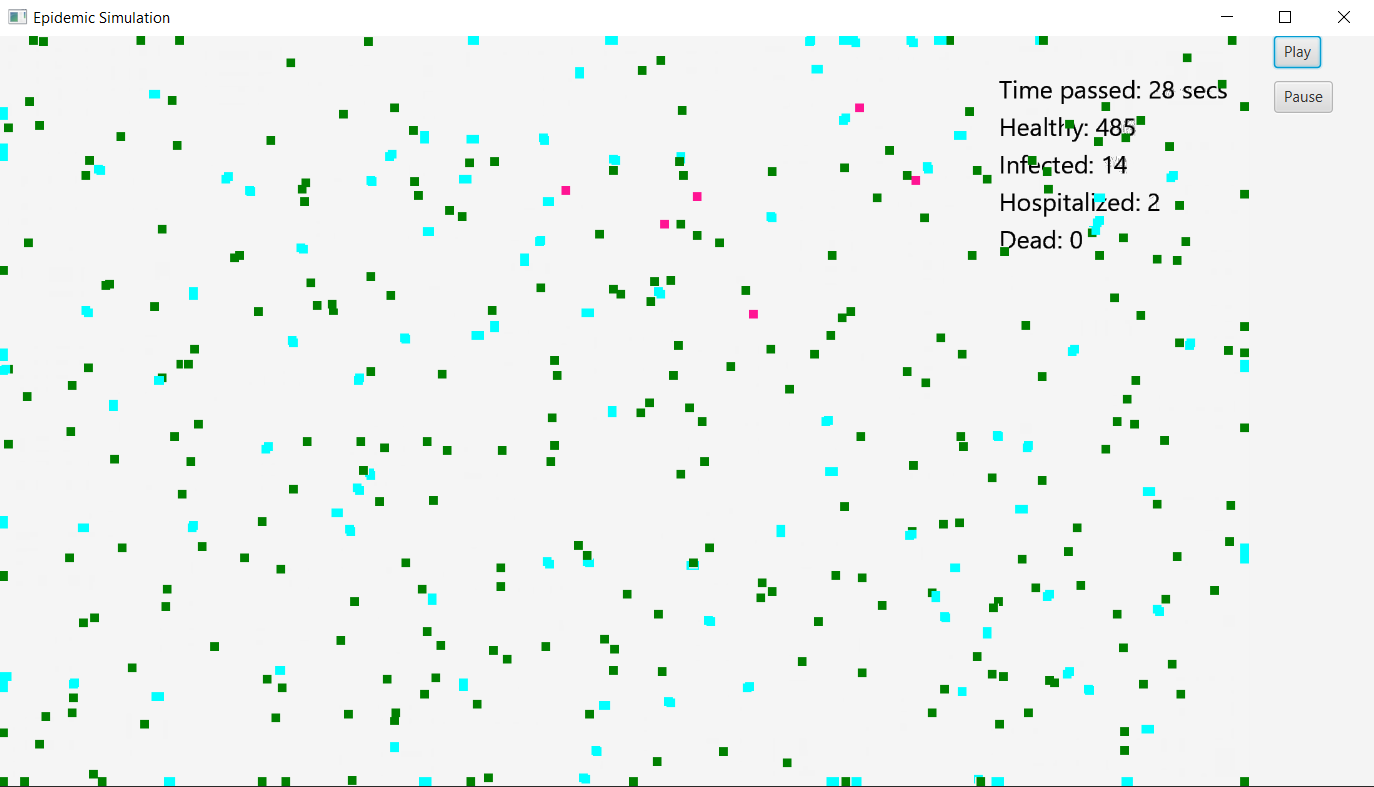 Epidemic Simulation
Play
Time passed: 28 secs
Pause
Healthy: 485
Infected: 14
Hospitalized: 2
Dead: 0